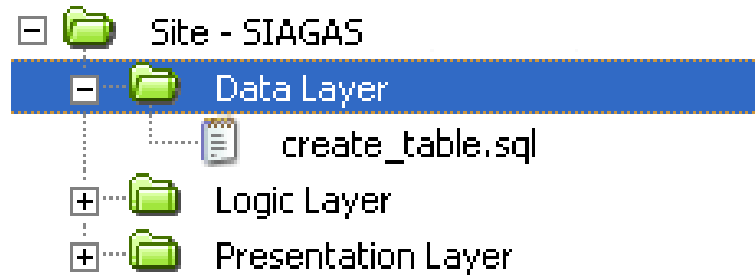 Site - SIAGAS
Data Layer
create_table.sql
Logic Layer
Presentation Layer